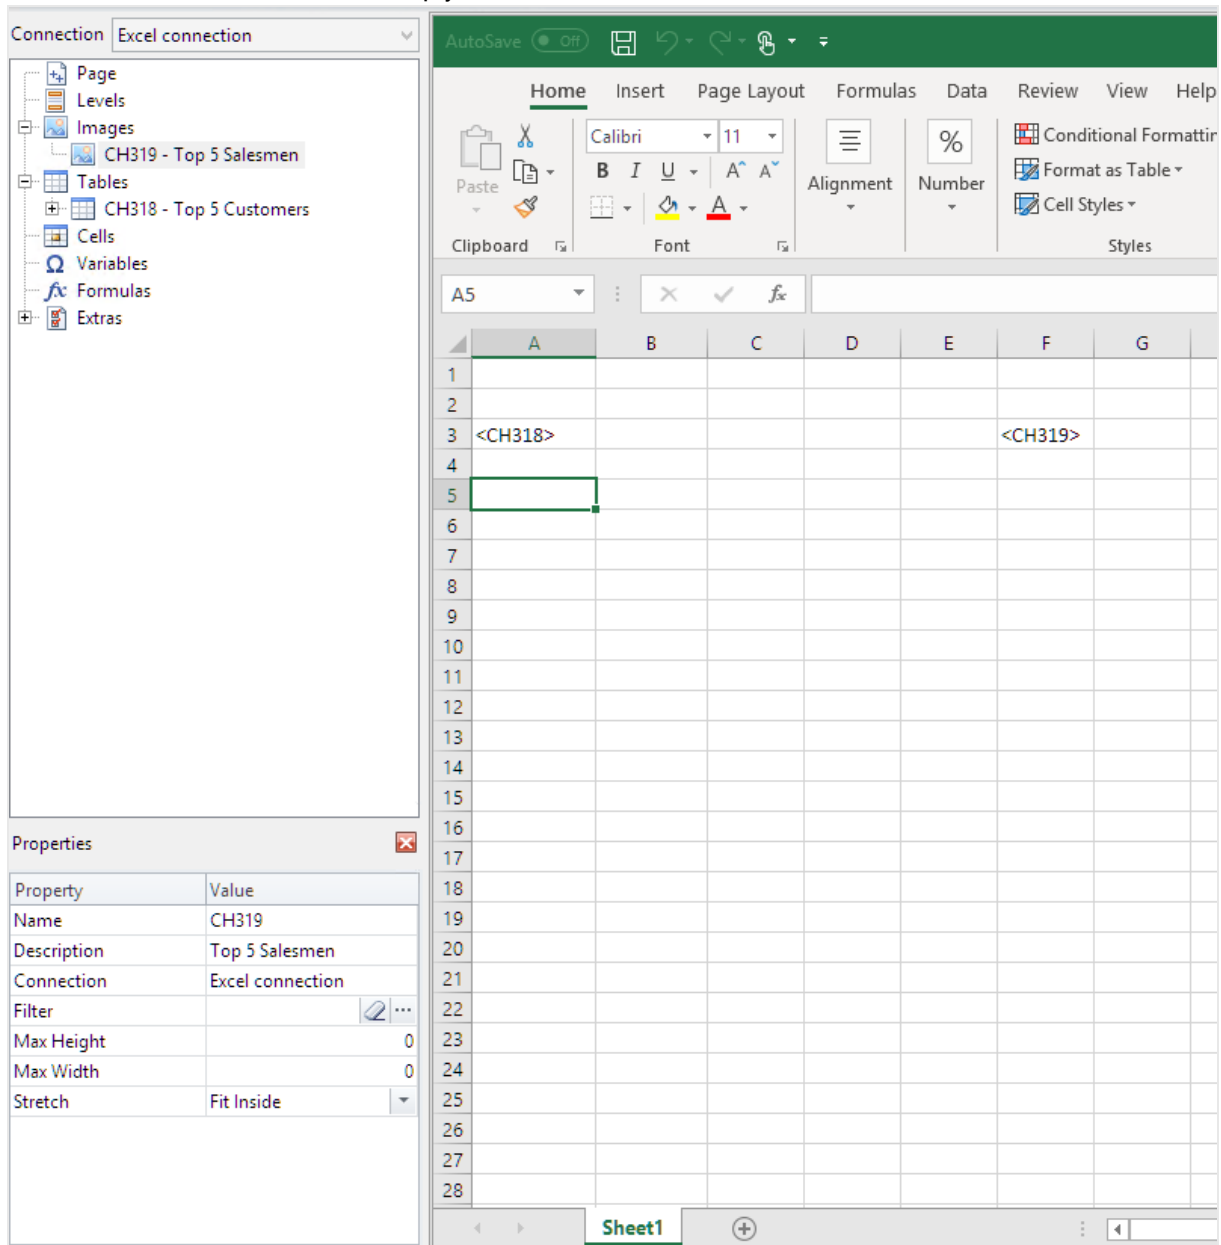 Connection Excel connection
Page
Levels
Images
CH319 - Top 5 Salesmen
Tables
CH318 - Top 5 Customers
Cells
Variables
Formulas
Extras
Properties
Property Value
Name CH319
Description Top 5 Salesmen
Connection Excel connection
Filter
Max Height 0
Max Width 0
Stretch Fit Inside
AutoSave Off
Home Insert Page Layout Formulas Data Review View Help
Paste
Clipboard
Calibri 11
B I U A A
A
Font
Alignment
%
Number
Conditional Formattin
Format as Table
Cell Styles
Styles
A5 fx
A B C D E F G
1
2
3 <CH318> <CH319>
4
5
6
7
8
9
10
11
12
13
14
15
16
17
18
19
20
21
22
23
24
25
26
27
28
Sheet1